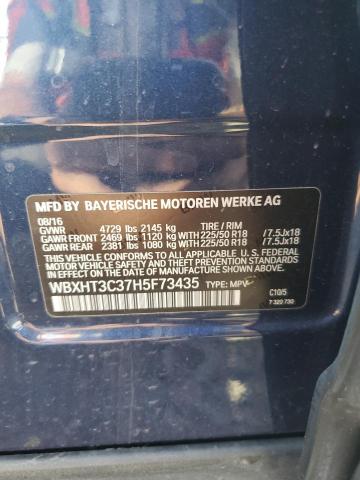 MFD BY BAYERISCHE MOTOREN WERKE AG
08/16
GVWR 4729 lbs 2145 kg TIRE / RIM
GAWR FRONT 2469 lbs 1120 kg WITH 225/50 R18 /7.5Jx18
GAWR REAR 2381 lbs 1080 kg WITH 225/50 R18 /7.5Jx18
THIS VEHICLE CONFORMS TO ALL APPLICABLE U. S. FEDERAL
MOTOR VEHICLE SAFETY, BUMPER, AND THEFT PREVENTION
STANDARDS IN EFFECT ON THE DATE OF MANUFACTURE SHOWN ABOVE.
WBXHT3C37H5F73435 TYPE: MPV
C10/5
7 320 730